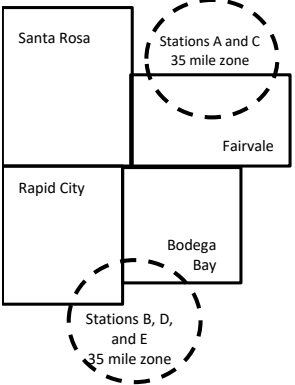 Santa Rosa
Stations A and C
35 mile zone
Fairvale
Rapid City
Bodega
Bay
Stations B, D,
and E
35 mile zone